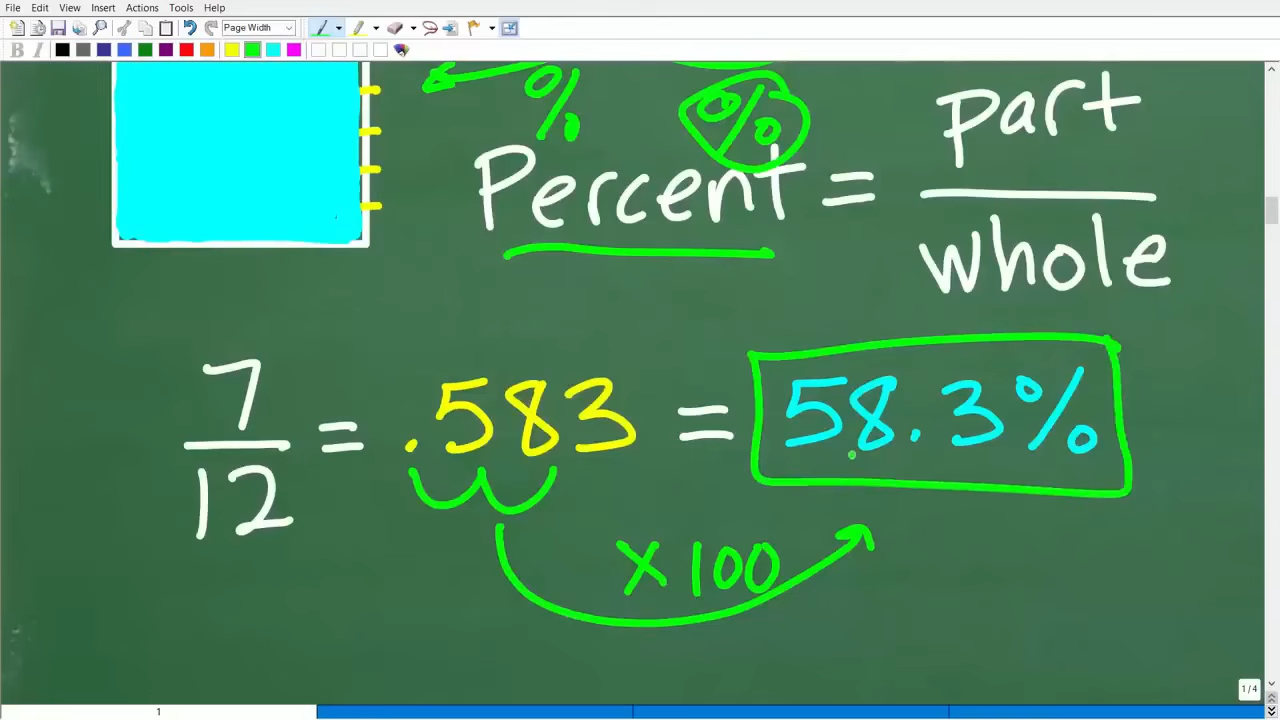 File Edit View Insert Actions Tools Help
Page Width
B I
%
%
Percent = part
whole
7
12 = .583 = 58.3%
x 100
1/4
1